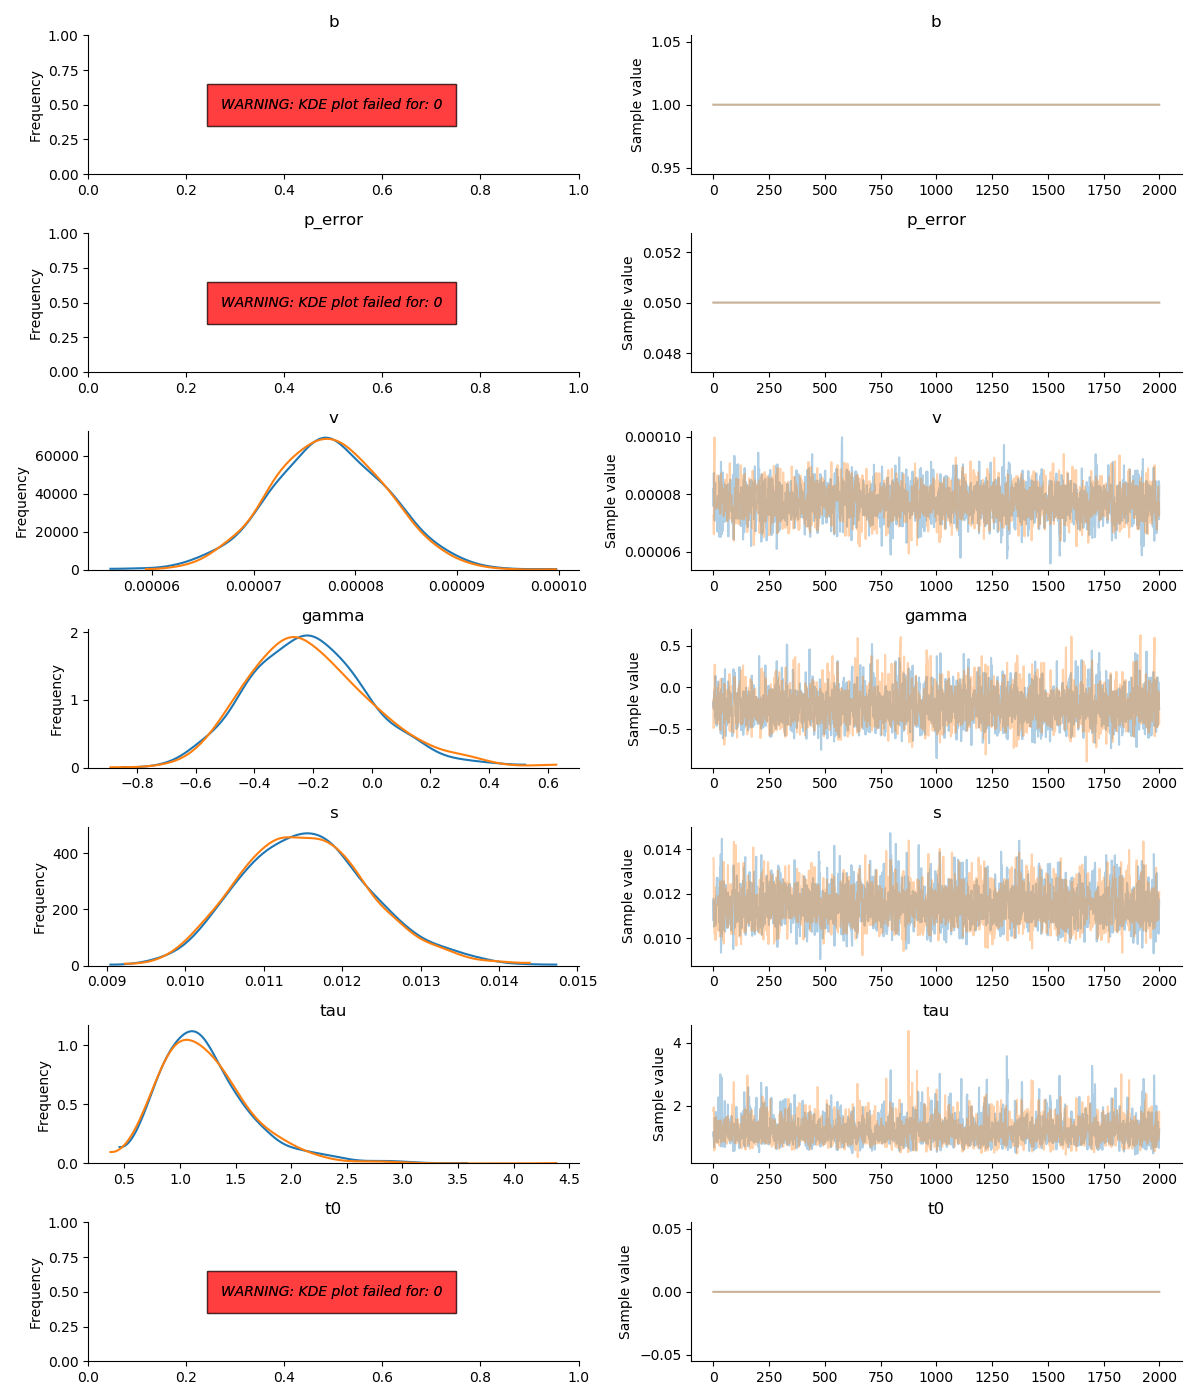 b
b
1.00
0.75
0.50
0.25
0.00
Frequency
WARNING: KDE plot failed for: 0
0.0 0.2 0.4 0.6 0.8 1.0
1.05
1.00
0.95
Sample value
0 250 500 750 1000 1250 1500 1750 2000
p_error
p_error
1.00
0.75
0.50
0.25
0.00
Frequency
WARNING: KDE plot failed for: 0
0.0 0.2 0.4 0.6 0.8 1.0
0.052
0.050
0.048
Sample value
0 250 500 750 1000 1250 1500 1750 2000
v
v
60000
40000
20000
0
Frequency
0.00006 0.00007 0.00008 0.00009 0.00010
0.00010
0.00008
0.00006
Sample value
0 250 500 750 1000 1250 1500 1750 2000
gamma
gamma
2
1
0
Frequency
−0.8 −0.6 −0.4 −0.2 0.0 0.2 0.4 0.6
0.5
0.0
−0.5
Sample value
0 250 500 750 1000 1250 1500 1750 2000
s
s
400
200
0
Frequency
0.009 0.010 0.011 0.012 0.013 0.014 0.015
0.014
0.012
0.010
Sample value
0 250 500 750 1000 1250 1500 1750 2000
tau
tau
1.0
0.5
0.0
Frequency
0.5 1.0 1.5 2.0 2.5 3.0 3.5 4.0 4.5
4
2
Sample value
0 250 500 750 1000 1250 1500 1750 2000
t0
t0
1.00
0.75
0.50
0.25
0.00
Frequency
WARNING: KDE plot failed for: 0
0.0 0.2 0.4 0.6 0.8 1.0
0.05
0.00
−0.05
Sample value
0 250 500 750 1000 1250 1500 1750 2000